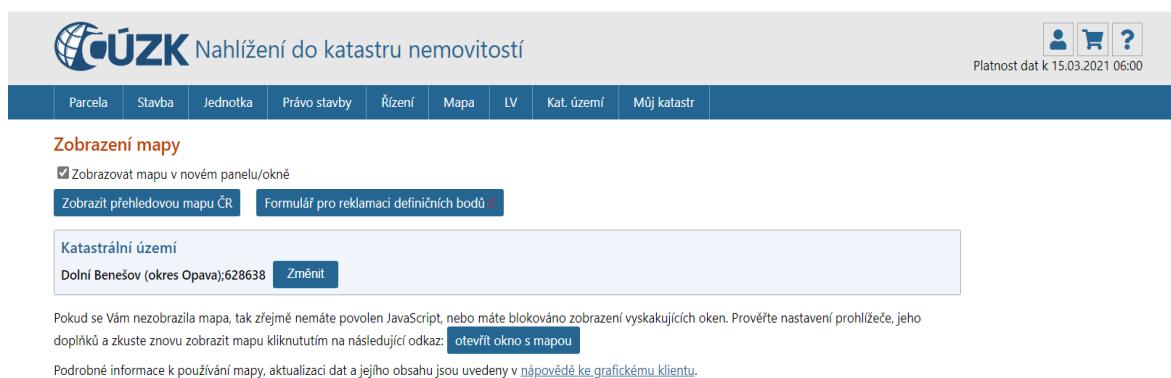 ČÚZK Nahlížení do katastru nemovitostí
?
Platnost dat k 15.03.2021 06:00
Parcela Stavba Jednotka Právo stavby Řízení Mapa LV Kat. území Můj katastr
Zobrazení mapy
Zobrazovat mapu v novém panelu/okně
Zobrazit přehledovou mapu ČR Formulář pro reklamaci definičních bodů
Katastrální území
Dolní Benešov (okres Opava);628638 Změnit
Pokud se Vám nezobrazila mapa, tak zřejmě nemáte povolen JavaScript, nebo máte blokováno zobrazení vyskakujících oken. Prověřte nastavení prohlížeče, jeho
doplňků a zkuste znovu zobrazit mapu kliknututím na následující odkaz: otevřít okno s mapou
Podrobné informace k používání mapy, aktualizaci dat a jejího obsahu jsou uvedeny v nápovědě ke grafickému klientu.